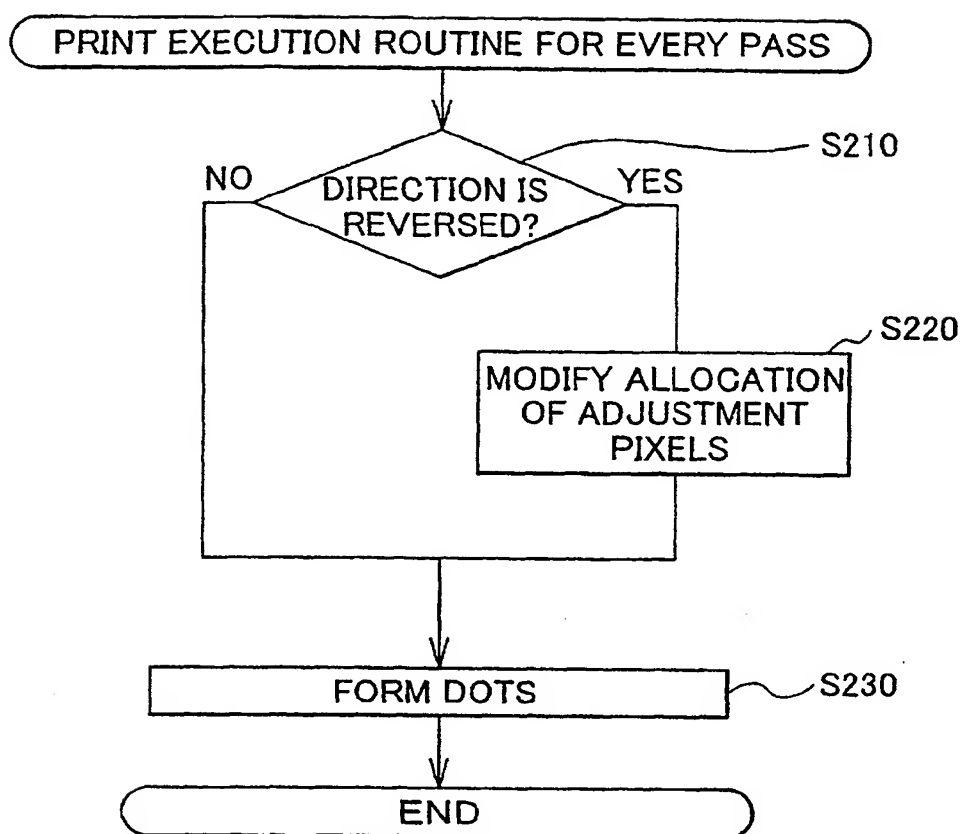 PRINT EXECUTION ROUTINE FOR EVERY PASS
S210
NO
YES
DIRECTION IS
REVERSED?
S220
MODIFY ALLOCATION
OF ADJUSTMENT
PIXELS
FORM DOTS
S230
END